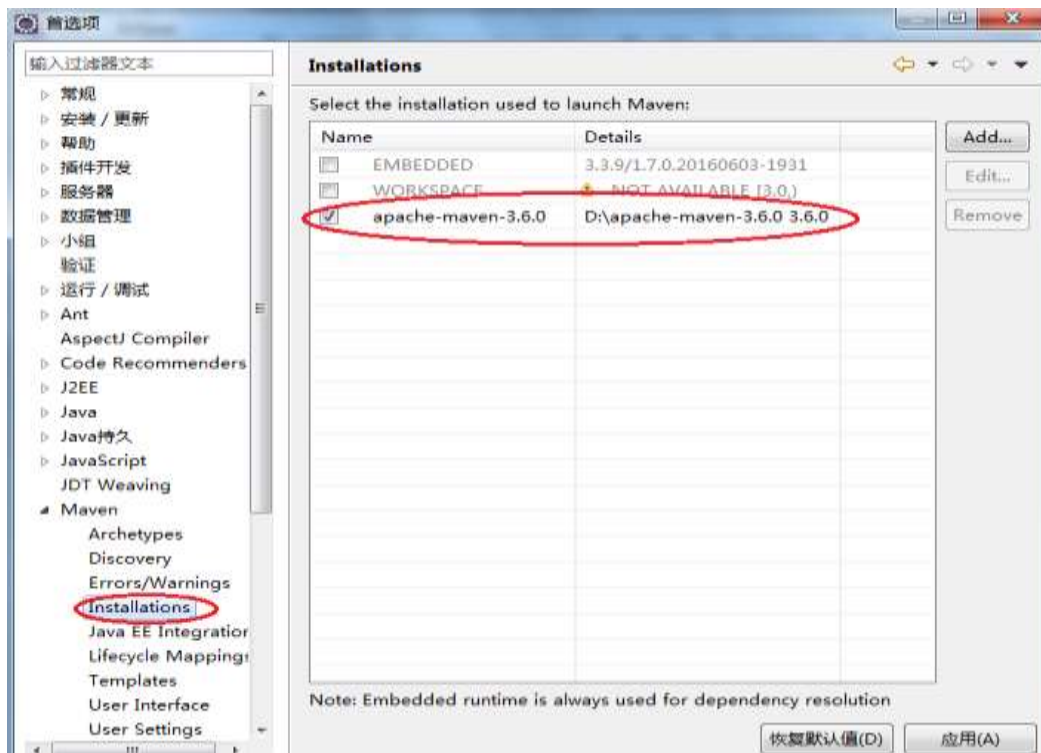 首选项
输入过滤器文本
常规
安装 / 更新
帮助
插件开发
服务器
数据管理
小组
验证
运行 / 调试
Ant
AspectJ Compiler
Code Recommenders
J2EE
Java
Java持久
JavaScript
JDT Weaving
Maven
Archetypes
Discovery
Errors/Warnings
Installations
Java EE Integration
Lifecycle Mappings
Templates
User Interface
User Settings
Installations
Select the installation used to launch Maven:
Name Details
EMBEDDED 3.3.9/1.7.0.20160603-1931
WORKSPACE NOT AVAILABLE [3.0,)
apache-maven-3.6.0 D:\apache-maven-3.6.0 3.6.0
Add...
Edit...
Remove
Note: Embedded runtime is always used for dependency resolution
恢复默认值(D) 应用(A)